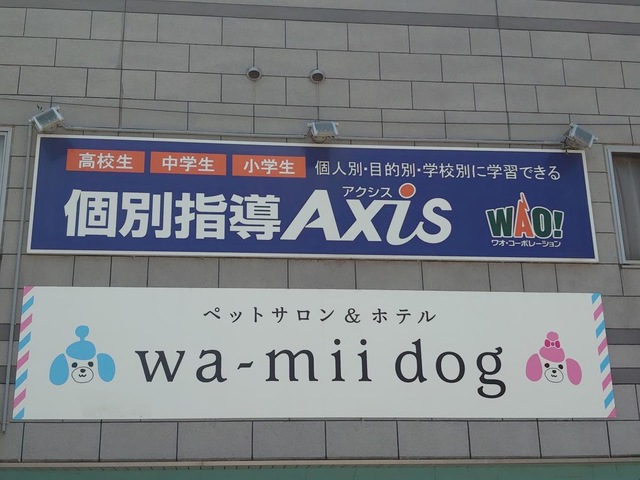 高校生 中学生 小学生 個人別・目的別・学校別に学習できる
アクシス
個別指導Axis
WAO!
ワオ・コーポレーション
ペットサロン&ホテル
wa-mii dog